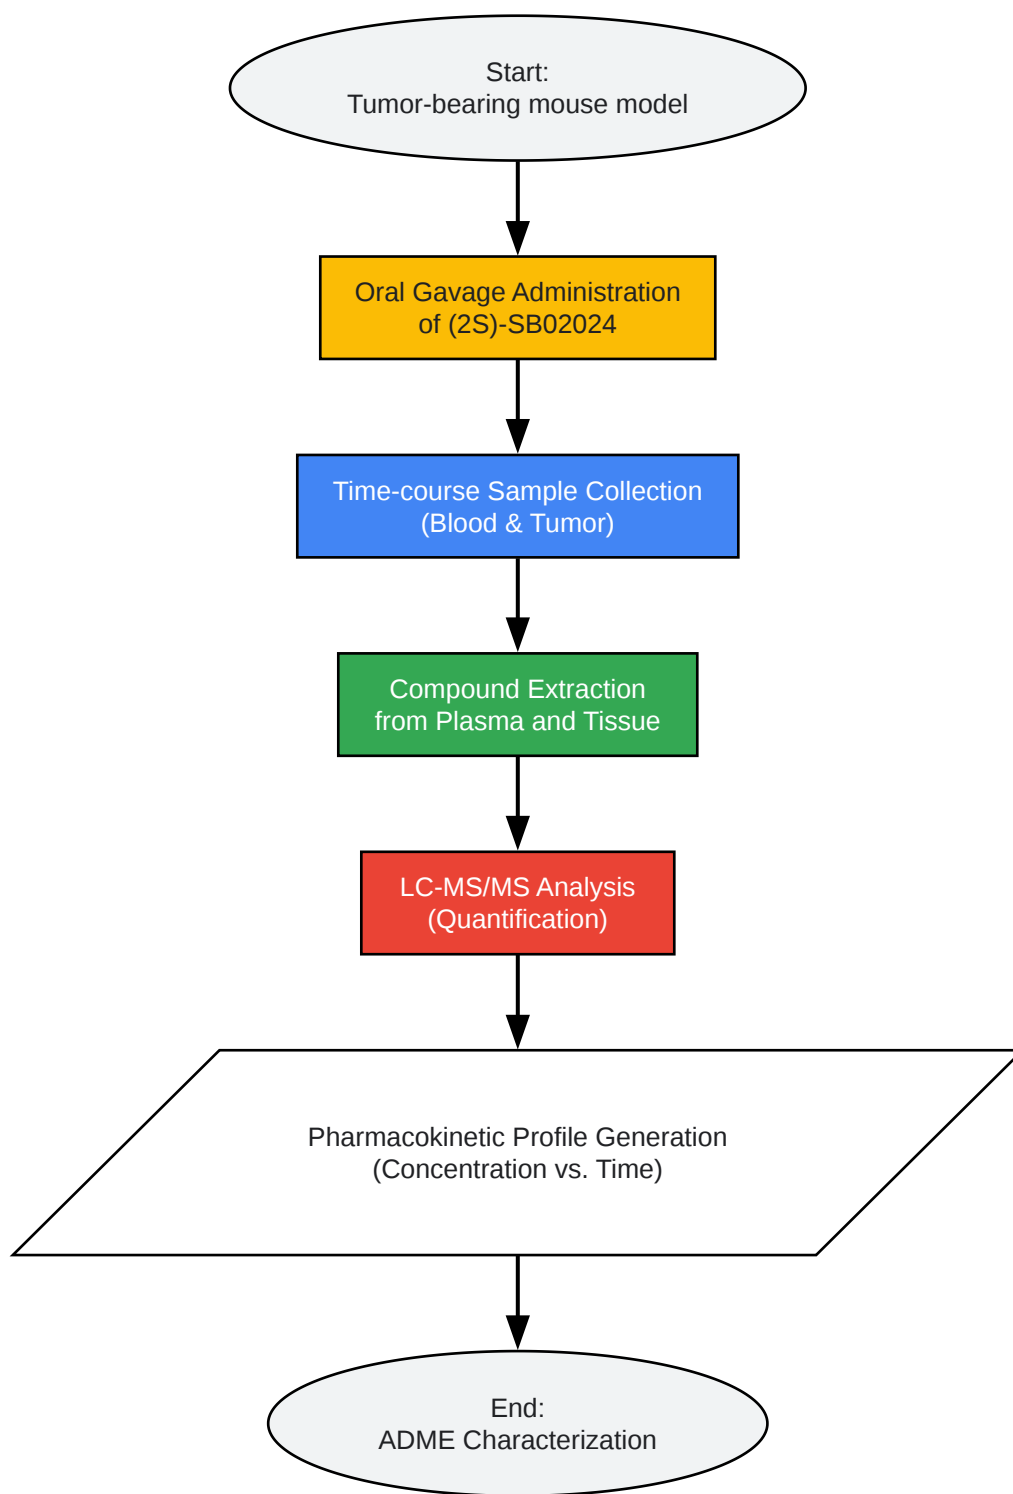 Start:
Tumor-bearing mouse model
Oral Gavage Administration
of (2S)-SB02024
Time-course Sample Collection
(Blood & Tumor)
Compound Extraction
from Plasma and Tissue
LC-MS/MS Analysis
(Quantification)
Pharmacokinetic Profile Generation
(Concentration vs. Time)
End:
ADME Characterization